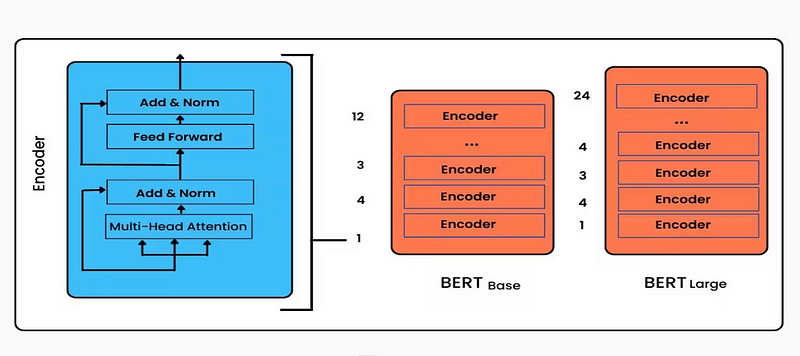 Encoder
Add & Norm
Feed Forward
Add & Norm
Multi-Head Attention
12 Encoder
...
3 Encoder
4 Encoder
1 Encoder
BERT Base
24 Encoder
...
4 Encoder
3 Encoder
4 Encoder
1 Encoder
BERT Large